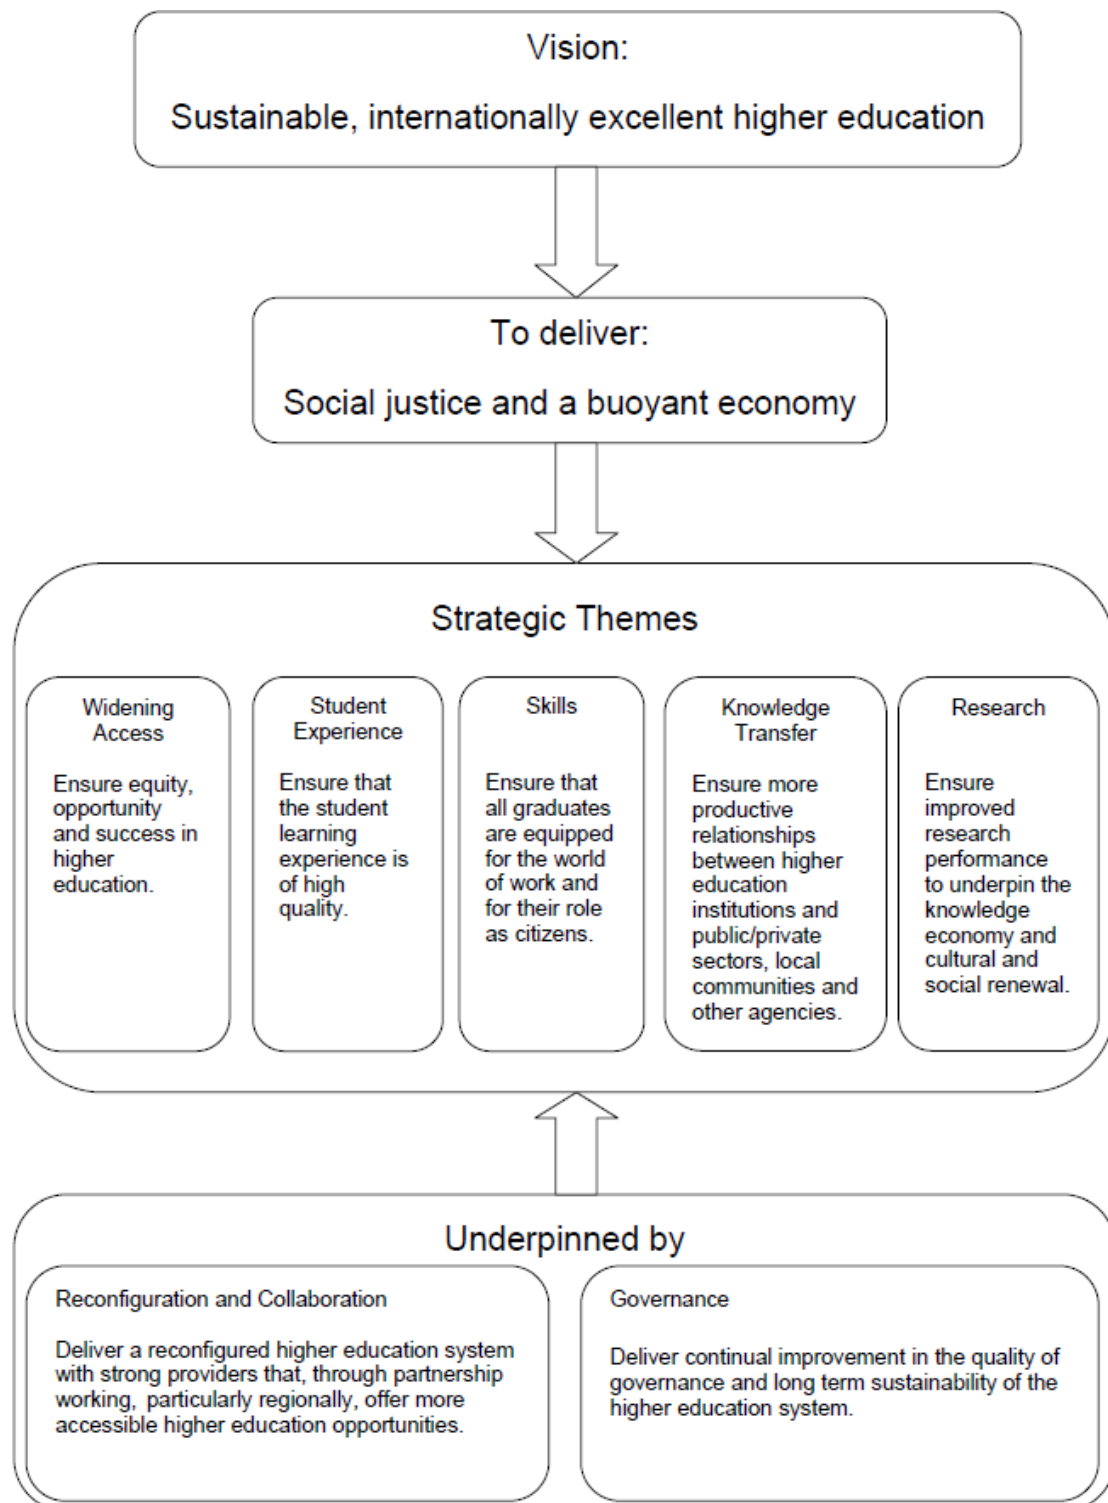 Vision:
Sustainable, internationally excellent higher education
To deliver:
Social justice and a buoyant economy
Strategic Themes
Widening
Access
Ensure equity,
opportunity
and success in
higher
education.
Student
Experience
Ensure that
the student
learning
experience is
of high
quality.
Skills
Ensure that
all graduates
are equipped
for the world
of work and
for their role
as citizens.
Knowledge
Transfer
Ensure more
productive
relationships
between higher
education
institutions and
public/private
sectors, local
communities and
other agencies.
Research
Ensure
improved
research
performance
to underpin the
knowledge
economy and
cultural and
social renewal.
Underpinned by
Reconfiguration and Collaboration
Deliver a reconfigured higher education system
with strong providers that, through partnership
working, particularly regionally, offer more
accessible higher education opportunities.
Governance
Deliver continual improvement in the quality of
governance and long term sustainability of the
higher education system.